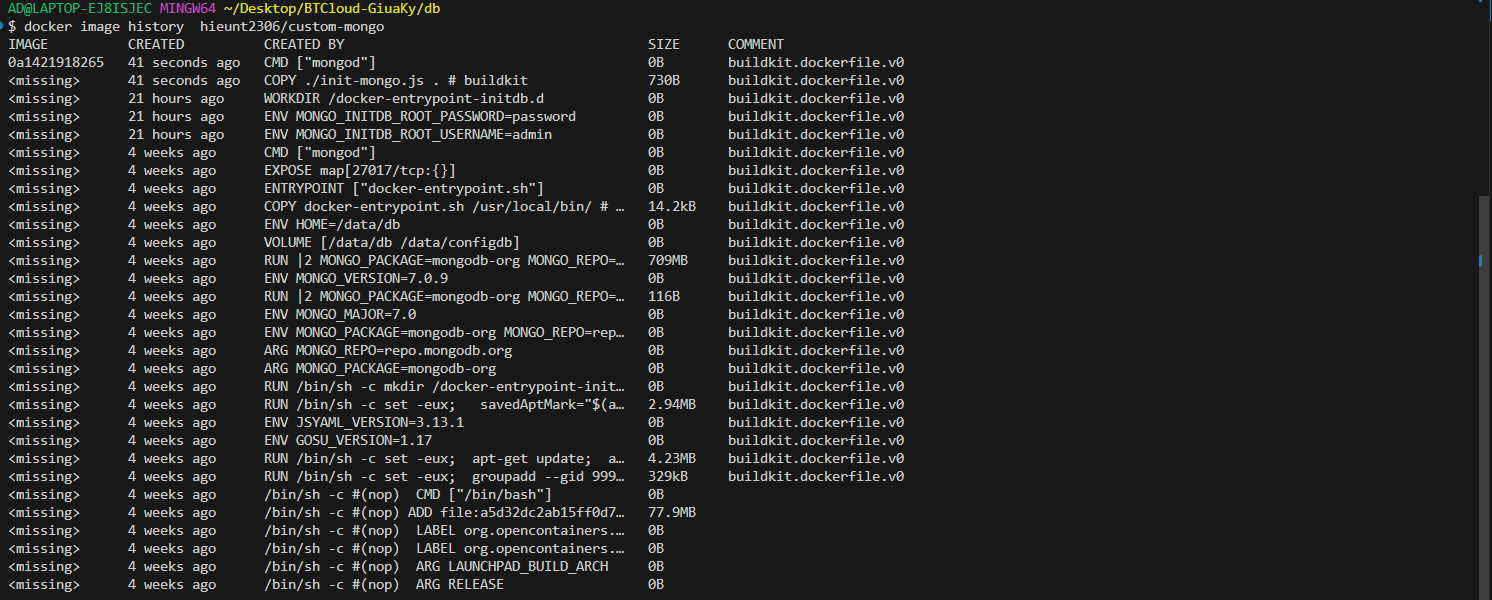 AD@LAPTOP-EJ8ISJEC MINGW64 ~/Desktop/BTCloud-GiuaKy/db
$ docker image history  hieunt2306/custom-mongo
IMAGE          CREATED          CREATED BY                                      SIZE      COMMENT
0a1421918265   41 seconds ago   CMD ["mongod"]                                  0B        buildkit.dockerfile.v0
<missing>      41 seconds ago   COPY ./init-mongo.js . # buildkit               730B      buildkit.dockerfile.v0
<missing>      21 hours ago     WORKDIR /docker-entrypoint-initdb.d             0B        buildkit.dockerfile.v0
<missing>      21 hours ago     ENV MONGO_INITDB_ROOT_PASSWORD=password         0B        buildkit.dockerfile.v0
<missing>      21 hours ago     ENV MONGO_INITDB_ROOT_USERNAME=admin            0B        buildkit.dockerfile.v0
<missing>      4 weeks ago      CMD ["mongod"]                                  0B        buildkit.dockerfile.v0
<missing>      4 weeks ago      EXPOSE map[27017/tcp:{}]                        0B        buildkit.dockerfile.v0
<missing>      4 weeks ago      ENTRYPOINT ["docker-entrypoint.sh"]             0B        buildkit.dockerfile.v0
<missing>      4 weeks ago      COPY docker-entrypoint.sh /usr/local/bin/ # …   14.2kB    buildkit.dockerfile.v0
<missing>      4 weeks ago      ENV HOME=/data/db                               0B        buildkit.dockerfile.v0
<missing>      4 weeks ago      VOLUME [/data/db /data/configdb]                0B        buildkit.dockerfile.v0
<missing>      4 weeks ago      RUN |2 MONGO_PACKAGE=mongodb-org MONGO_REPO=…   709MB     buildkit.dockerfile.v0
<missing>      4 weeks ago      ENV MONGO_VERSION=7.0.9                         0B        buildkit.dockerfile.v0
<missing>      4 weeks ago      RUN |2 MONGO_PACKAGE=mongodb-org MONGO_REPO=…   116B      buildkit.dockerfile.v0
<missing>      4 weeks ago      ENV MONGO_MAJOR=7.0                             0B        buildkit.dockerfile.v0
<missing>      4 weeks ago      ENV MONGO_PACKAGE=mongodb-org MONGO_REPO=rep…   0B        buildkit.dockerfile.v0
<missing>      4 weeks ago      ARG MONGO_REPO=repo.mongodb.org                 0B        buildkit.dockerfile.v0
<missing>      4 weeks ago      ARG MONGO_PACKAGE=mongodb-org                   0B        buildkit.dockerfile.v0
<missing>      4 weeks ago      RUN /bin/sh -c mkdir /docker-entrypoint-init…   0B        buildkit.dockerfile.v0
<missing>      4 weeks ago      RUN /bin/sh -c set -eux;   savedAptMark="$(a…   2.94MB    buildkit.dockerfile.v0
<missing>      4 weeks ago      ENV JSYAML_VERSION=3.13.1                       0B        buildkit.dockerfile.v0
<missing>      4 weeks ago      ENV GOSU_VERSION=1.17                           0B        buildkit.dockerfile.v0
<missing>      4 weeks ago      RUN /bin/sh -c set -eux;  apt-get update;  a…   4.23MB    buildkit.dockerfile.v0
<missing>      4 weeks ago      RUN /bin/sh -c set -eux;  groupadd --gid 999…   329kB     buildkit.dockerfile.v0
<missing>      4 weeks ago      /bin/sh -c #(nop)  CMD ["/bin/bash"]            0B
<missing>      4 weeks ago      /bin/sh -c #(nop) ADD file:a5d32dc2ab15ff0d7…   77.9MB
<missing>      4 weeks ago      /bin/sh -c #(nop)  LABEL org.opencontainers.…   0B
<missing>      4 weeks ago      /bin/sh -c #(nop)  LABEL org.opencontainers.…   0B
<missing>      4 weeks ago      /bin/sh -c #(nop)  ARG LAUNCHPAD_BUILD_ARCH     0B
<missing>      4 weeks ago      /bin/sh -c #(nop)  ARG RELEASE                  0B